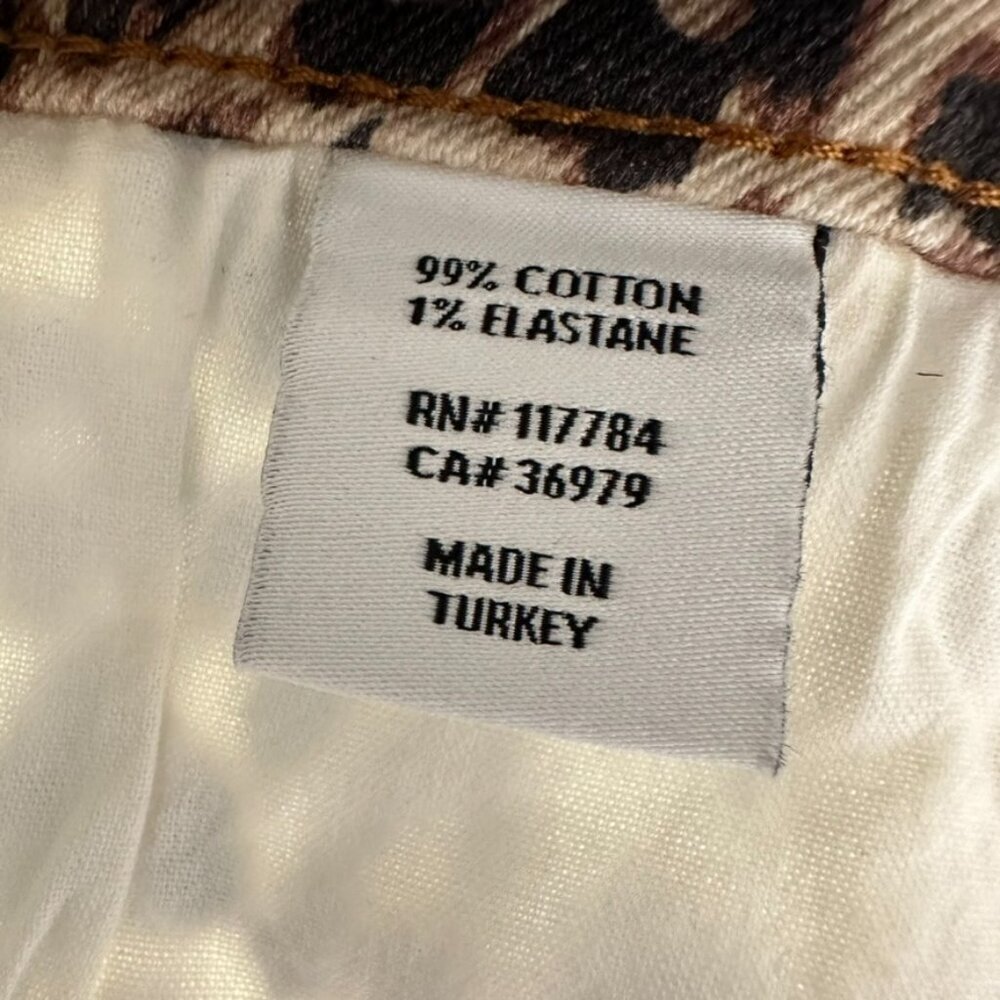 99% COTTON
1% ELASTANE
RN# 117784
CA# 36979
MADE IN
TURKEY